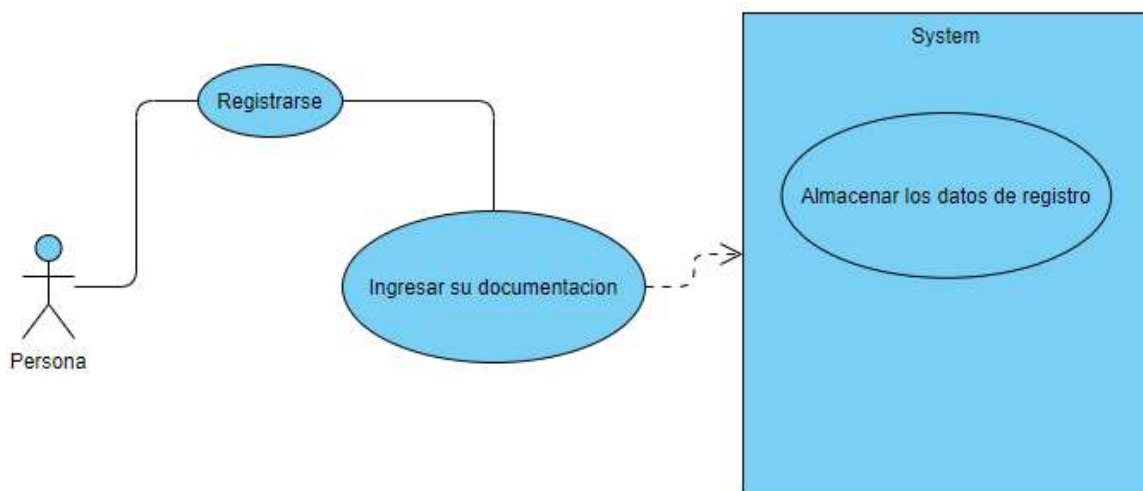 System
Registrarse
Almacenar los datos de registro
Ingresar su documentacion
Persona